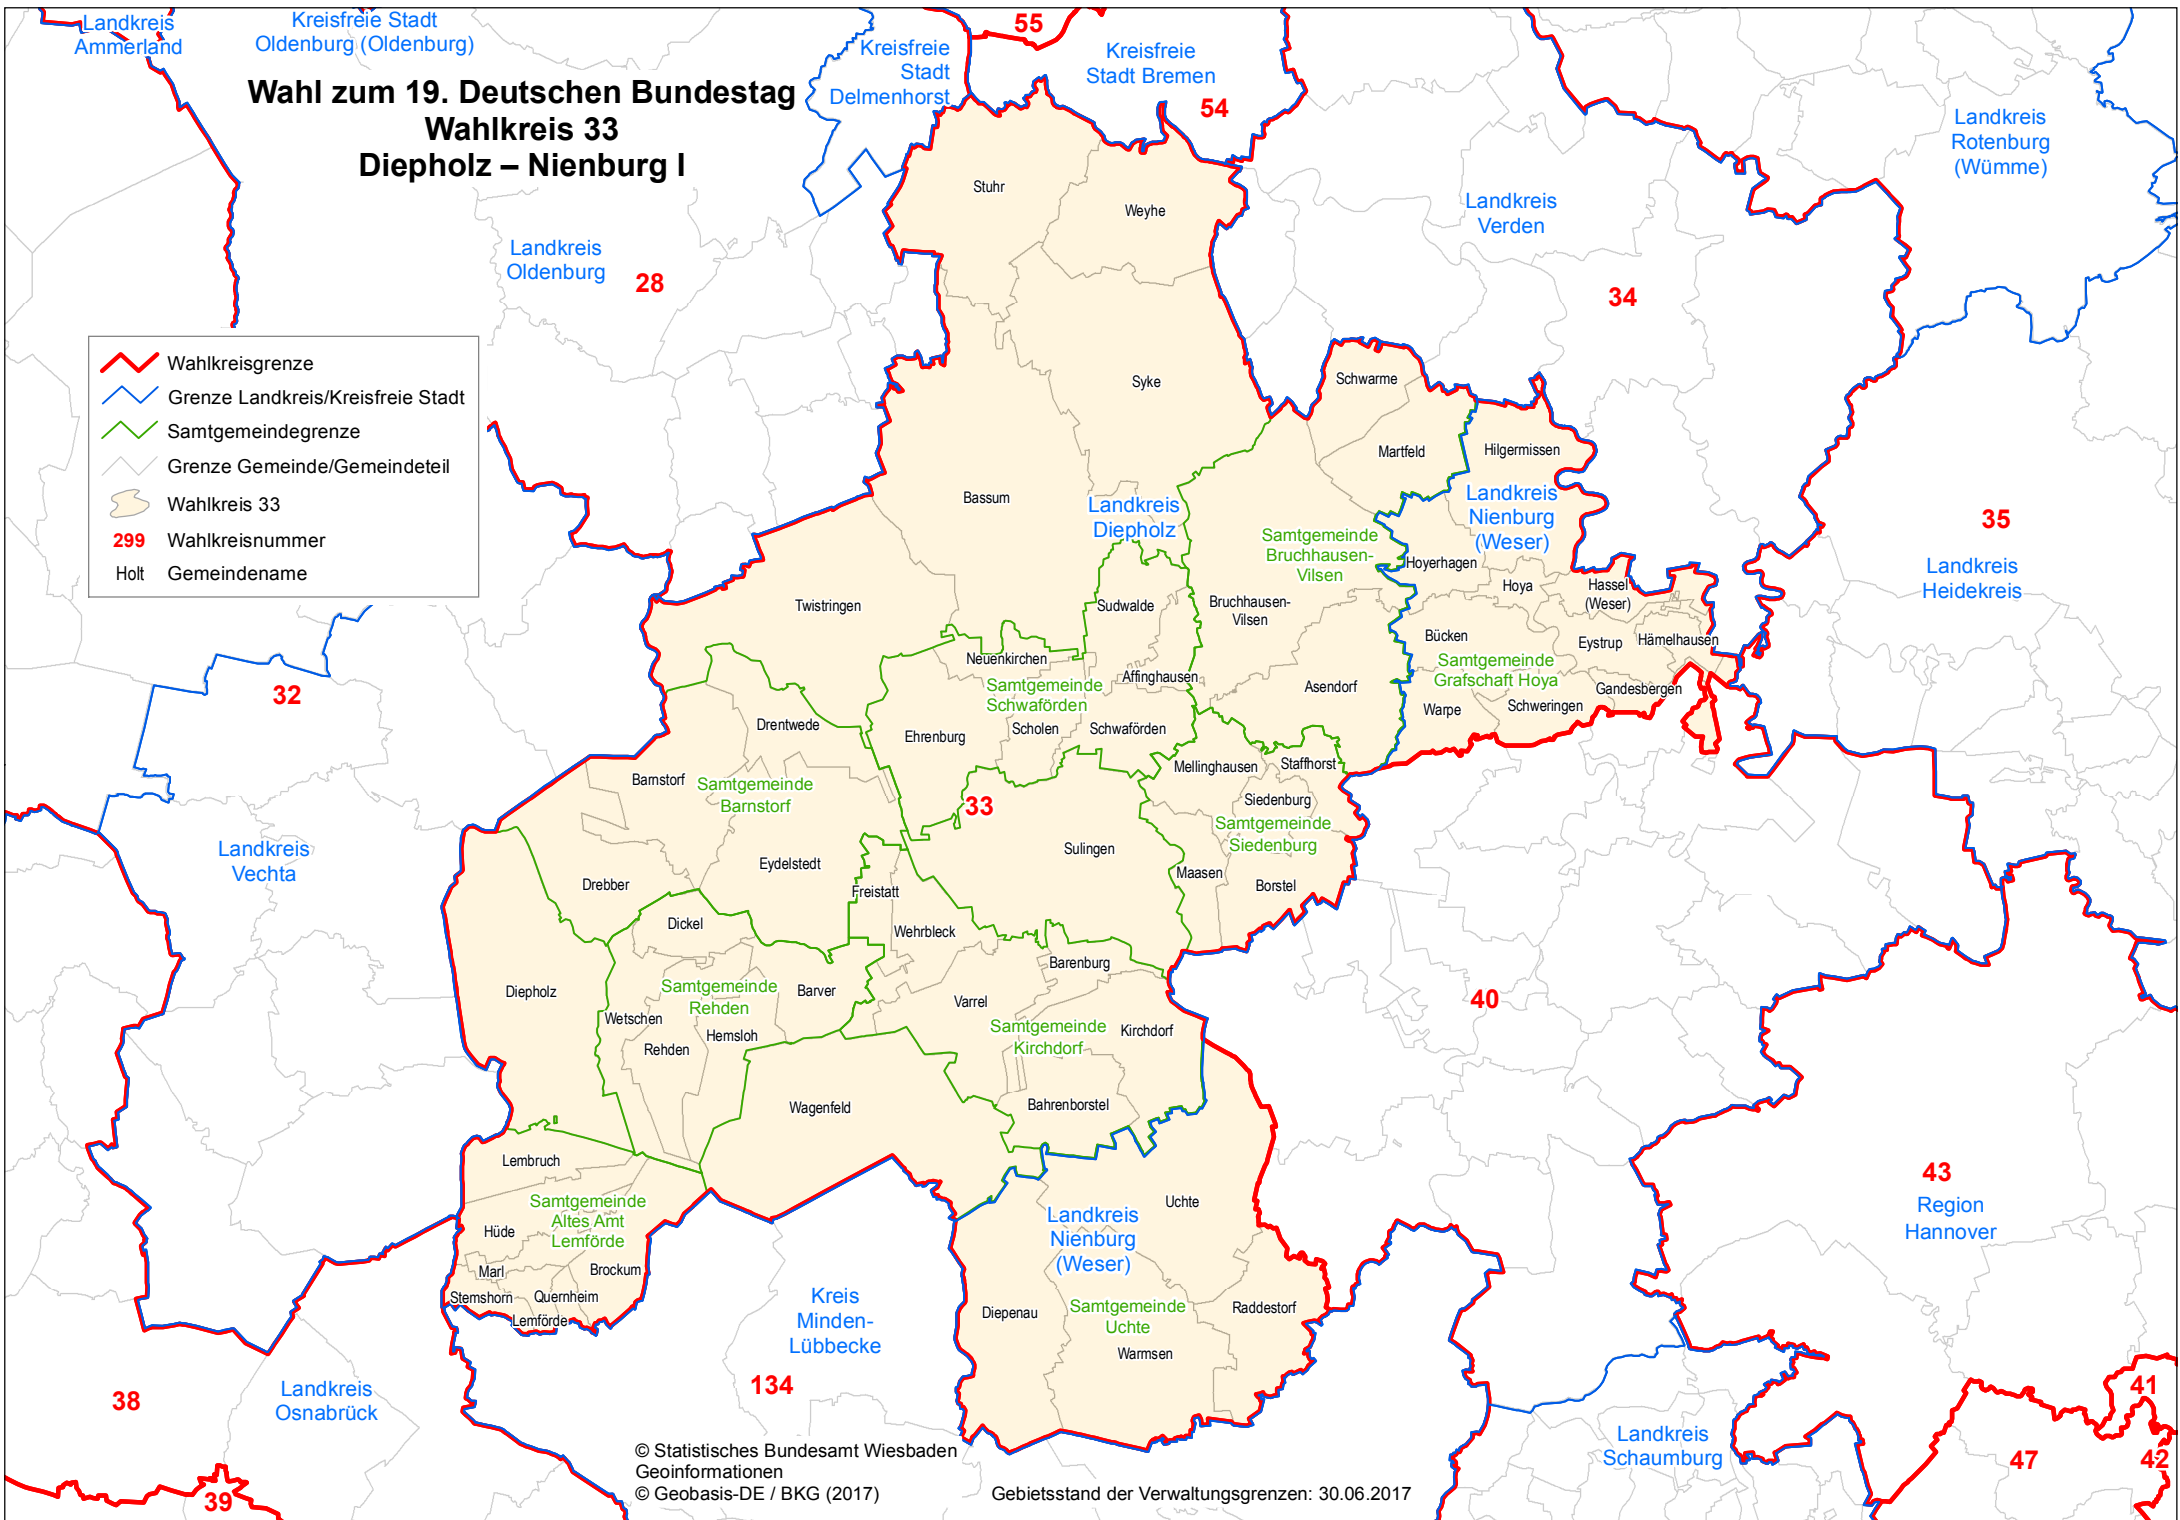 Landkreis
Ammerland
Kreisfreie Stadt
Oldenburg (Oldenburg)
Kreisfreie
Stadt
Delmenhorst
55
Kreisfreie
Stadt Bremen
54
Wahl zum 19. Deutschen Bundestag
Wahlkreis 33
Diepholz – Nienburg I
Landkreis
Rotenburg
(Wümme)
Landkreis
Verden
34
Landkreis
Oldenburg
28
Stuhr
Weyhe
Wahlkreisgrenze
Grenze Landkreis/Kreisfreie Stadt
Samtgemeindegrenze
Grenze Gemeinde/Gemeindeteil
Wahlkreis 33
299 Wahlkreisnummer
Holt Gemeindename
Syke
Schwarme
Martfeld
Hilgermissen
Bassum
Landkreis
Diepholz
Landkreis
Nienburg
(Weser)
Samtgemeinde
Bruchhausen-
Vilsen
Hoyerhagen
Hoya
Hassel
(Weser)
35
Landkreis
Heidekreis
Twistringen
Sudwalde
Bruchhausen-
Vilsen
Bücken
Eystrup
Hämelhausen
Samtgemeinde
Grafschaft Hoya
Neuenkirchen
Affinghausen
Asendorf
Gandesbergen
Samtgemeinde
Schwaförden
Warpe
Schweringen
32
Drentwede
Ehrenburg
Scholen
Schwaförden
Mellinghausen
Staffhorst
Barnstorf
Samtgemeinde
Barnstorf
33
Siedenburg
Samtgemeinde
Siedenburg
Landkreis
Vechta
Sulingen
Eydelstedt
Drebber
Freistatt
Maasen
Borstel
Dickel
Wehrbleck
Barenburg
Diepholz
Samtgemeinde
Rehden
Barver
Varrel
40
Wetschen
Hemsloh
Rehden
Samtgemeinde
Kirchdorf
Kirchdorf
Wagenfeld
Bahrenborstel
Lembruch
43
Region
Hannover
Samtgemeinde
Altes Amt
Lemförde
Uchte
Hüde
Landkreis
Nienburg
(Weser)
Marl
Brockum
Stemshorn
Quernheim
Lemförde
Kreis
Minden-
Lübbecke
Diepenau
Samtgemeinde
Uchte
Raddestorf
Warmsen
134
38
Landkreis
Osnabrück
41
Landkreis
Schaumburg
47
42
39
© Statistisches Bundesamt Wiesbaden
Geoinformationen
© Geobasis-DE / BKG (2017)
Gebietsstand der Verwaltungsgrenzen: 30.06.2017